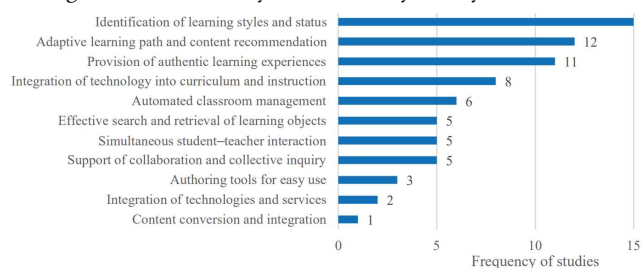 Identification of learning styles and status
Adaptive learning path and content recommendation 12
Provision of authentic learning experiences 11
Integration of technology into curriculum and instruction 8
Automated classroom management 6
Effective search and retrieval of learning objects 5
Simultaneous student–teacher interaction 5
Support of collaboration and collective inquiry 5
Authoring tools for easy use 3
Integration of technologies and services 2
Content conversion and integration 1
0 5 10 15
Frequency of studies